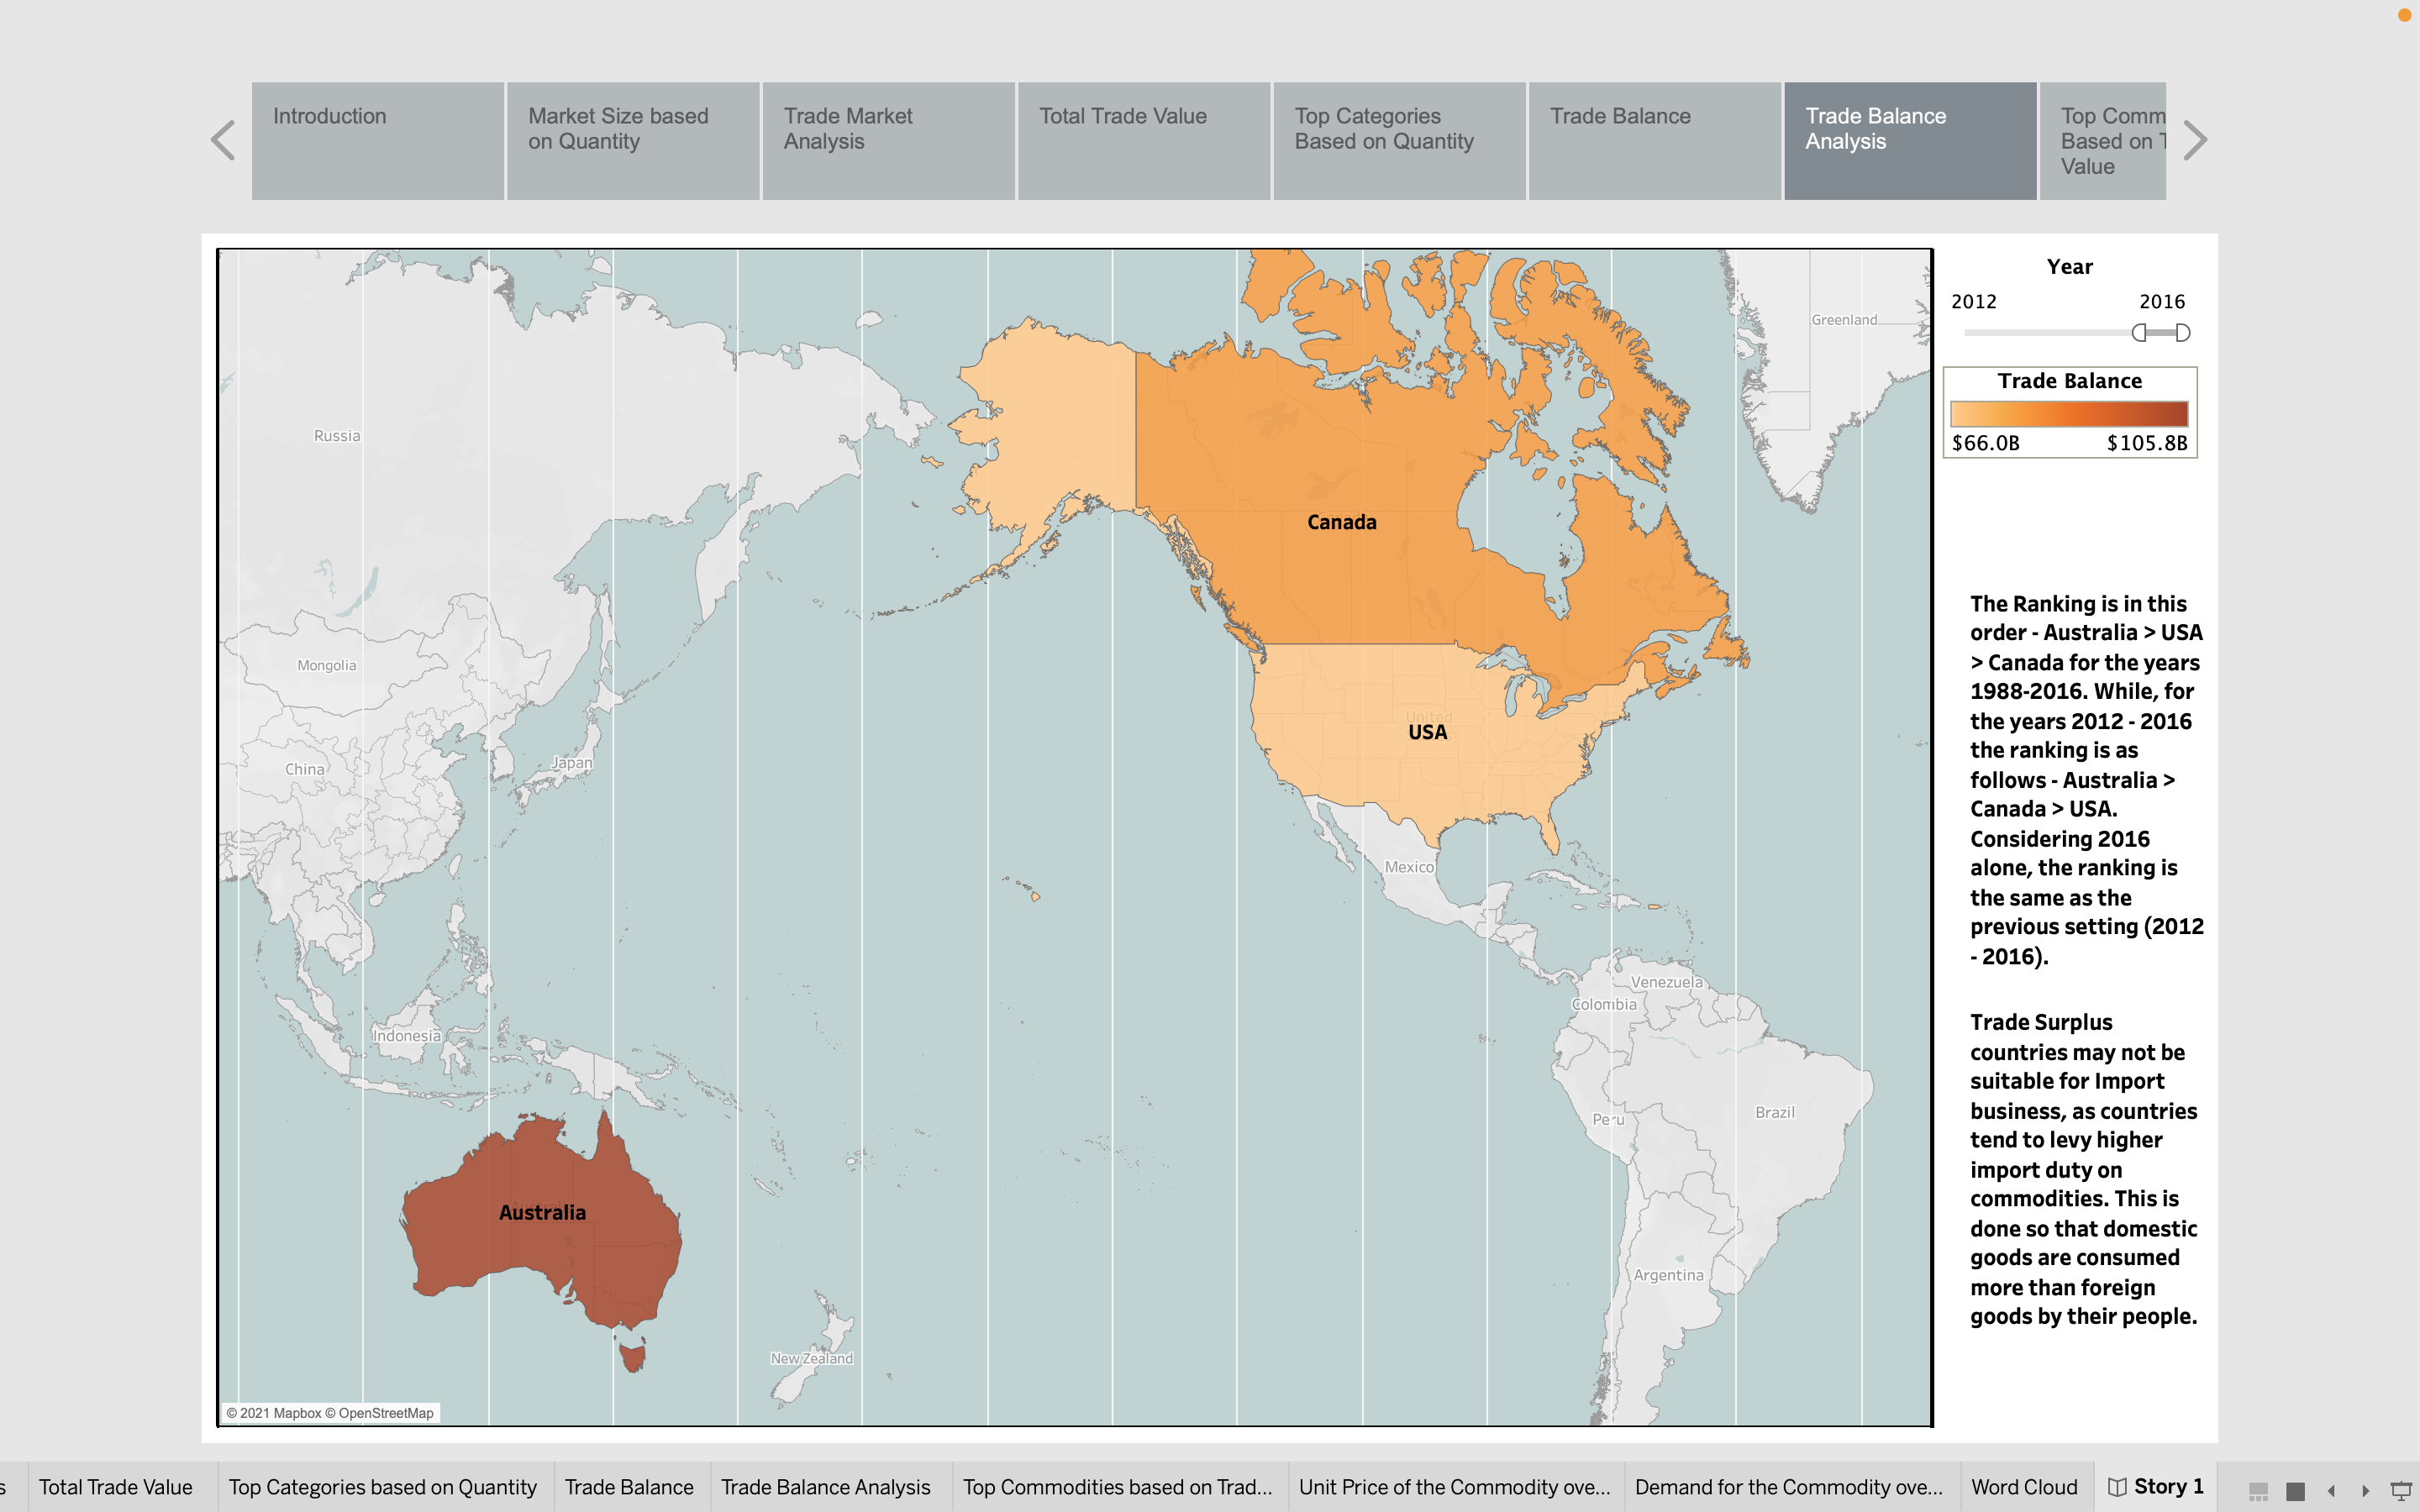 Introduction
Market Size based
on Quantity
Trade Market
Analysis
Total Trade Value
Top Categories
Based on Quantity
Trade Balance
Trade Balance
Analysis
Top Comm
Based on T
Value
Year
2012 2016
Trade Balance
$66.0B $105.8B
The Ranking is in this
order - Australia > USA
> Canada for the years
1988-2016. While, for
the years 2012 - 2016
the ranking is as
follows - Australia >
Canada > USA.
Considering 2016
alone, the ranking is
the same as the
previous setting (2012
- 2016).
Trade Surplus
countries may not be
suitable for Import
business, as countries
tend to levy higher
import duty on
commodities. This is
done so that domestic
goods are consumed
more than foreign
goods by their people.
Greenland
Russia
Canada
Mongolia
United
USA
Japan
China
Mexico
Venezuela
Colombia
Indonesia
Brazil
Peru
Australia
Argentina
New Zealand
© 2021 Mapbox © OpenStreetMap
s
Total Trade Value
Top Categories based on Quantity
Trade Balance
Trade Balance Analysis
Top Commodities based on Trad...
Unit Price of the Commodity ove...
Demand for the Commodity ove...
Word Cloud
Story 1